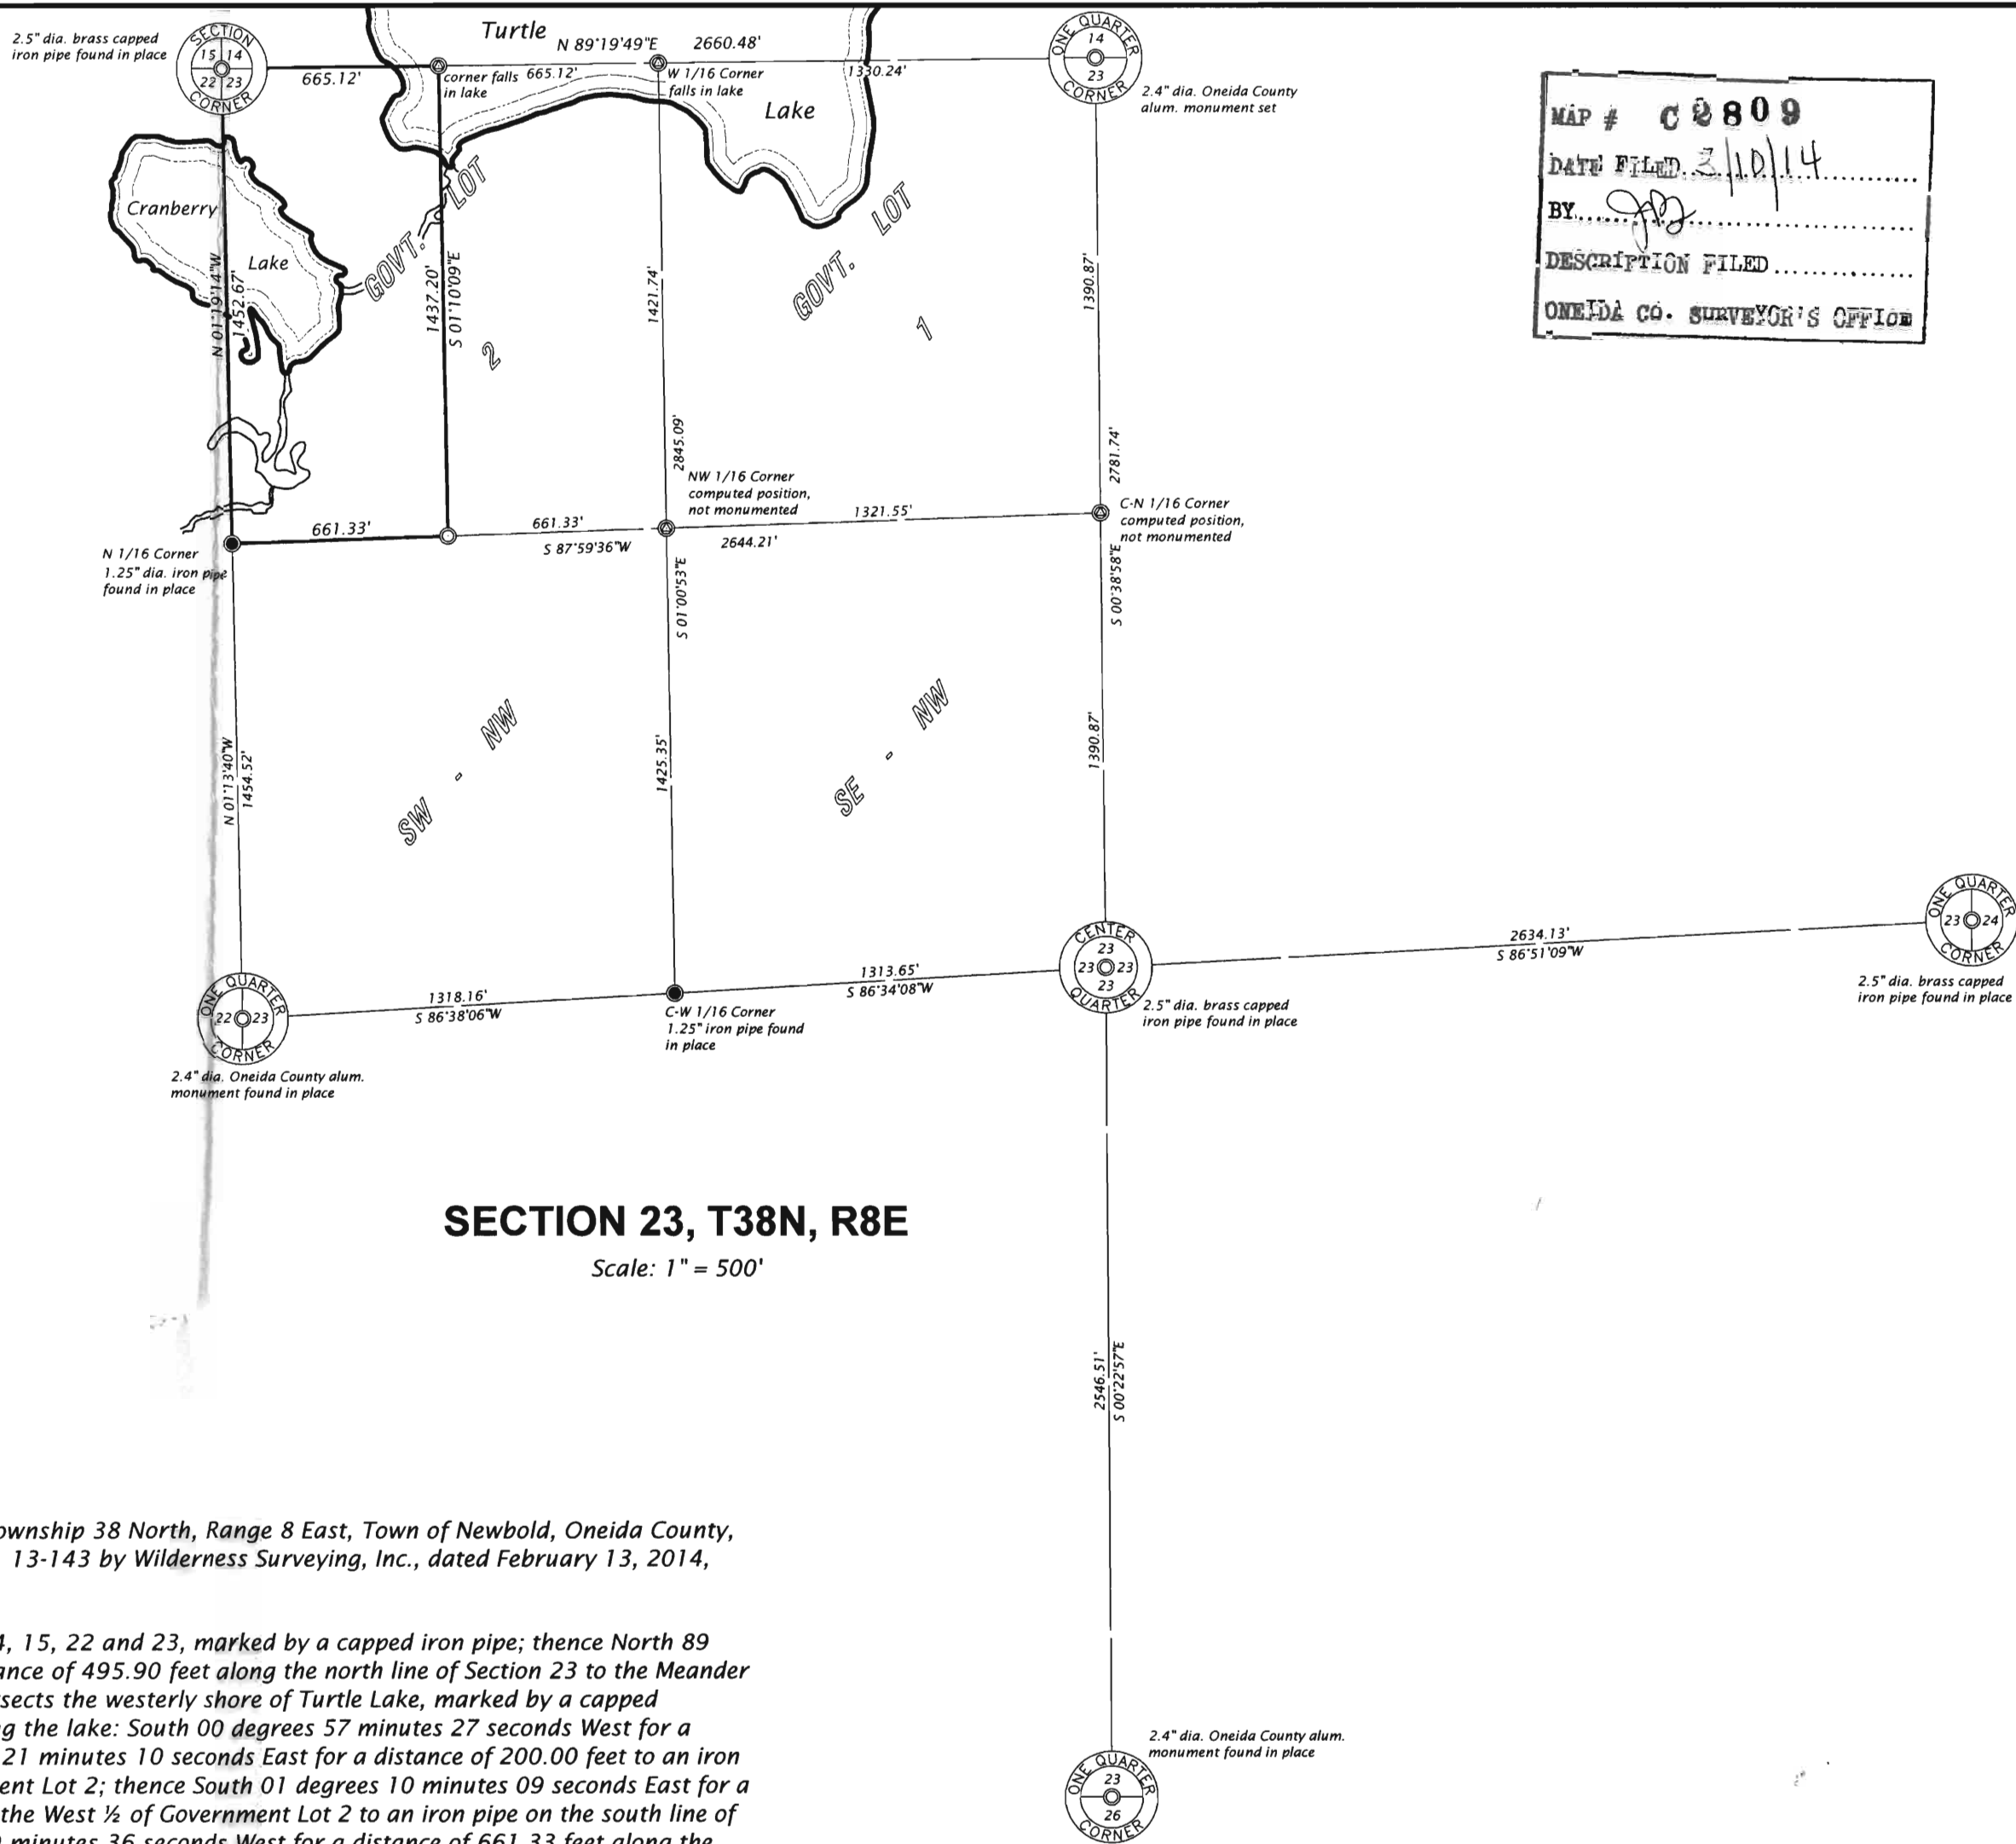 2.5" dia. brass capped
iron pipe found in place
SECTION
15 14
22 23
CORNER
665.12'
corner falls
in lake
Turtle
N 89°19'49"E 2660.48'
665.12'
W 1/16 Corner
falls in lake
Lake
1330.24'
ONE QUARTER
14
23
CORNER
2.4" dia. Oneida County
alum. monument set
MAP # C 2809
DATE FILED 3/10/14
BY
DESCRIPTION FILED
ONEIDA CO. SURVEYOR'S OFFICE
Cranberry
Lake
N 01°19'14"W
1452.67'
GOVT. LOT
2
1437.20'
S 01°10'09"E
1421.74'
2845.09'
GOVT. LOT
1
1390.87'
2781.74'
NW 1/16 Corner
computed position,
not monumented
C-N 1/16 Corner
computed position,
not monumented
661.33'
661.33'
S 87°59'36"W
1321.55'
2644.21'
N 1/16 Corner
1.25" dia. iron pipe
found in place
S 01°00'53"E
S 00°38'58"E
N 01°13'40"W
1454.52'
SW - NW
1425.35'
SE - NW
1390.87'
ONE QUARTER
22 23
CORNER
2.4" dia. Oneida County alum.
monument found in place
1318.16'
S 86°38'06"W
C-W 1/16 Corner
1.25" iron pipe found
in place
1313.65'
S 86°34'08"W
CENTER
23
23 23
23
QUARTER
2.5" dia. brass capped
iron pipe found in place
2634.13'
S 86°51'09"W
ONE QUARTER
23 24
CORNER
2.5" dia. brass capped
iron pipe found in place
SECTION 23, T38N, R8E
Scale: 1" = 500'
2546.51'
S 00°22'57"E
ownship 38 North, Range 8 East, Town of Newbold, Oneida County,
13-143 by Wilderness Surveying, Inc., dated February 13, 2014,
4, 15, 22 and 23, marked by a capped iron pipe; thence North 89
ance of 495.90 feet along the north line of Section 23 to the Meander
sects the westerly shore of Turtle Lake, marked by a capped
g the lake: South 00 degrees 57 minutes 27 seconds West for a
21 minutes 10 seconds East for a distance of 200.00 feet to an iron
ent Lot 2; thence South 01 degrees 10 minutes 09 seconds East for a
the West ½ of Government Lot 2 to an iron pipe on the south line of
minutes 36 seconds West for a distance of 661.33 feet along the
2.4" dia. Oneida County alum.
monument found in place
ONE QUARTER
23
26
CORNER